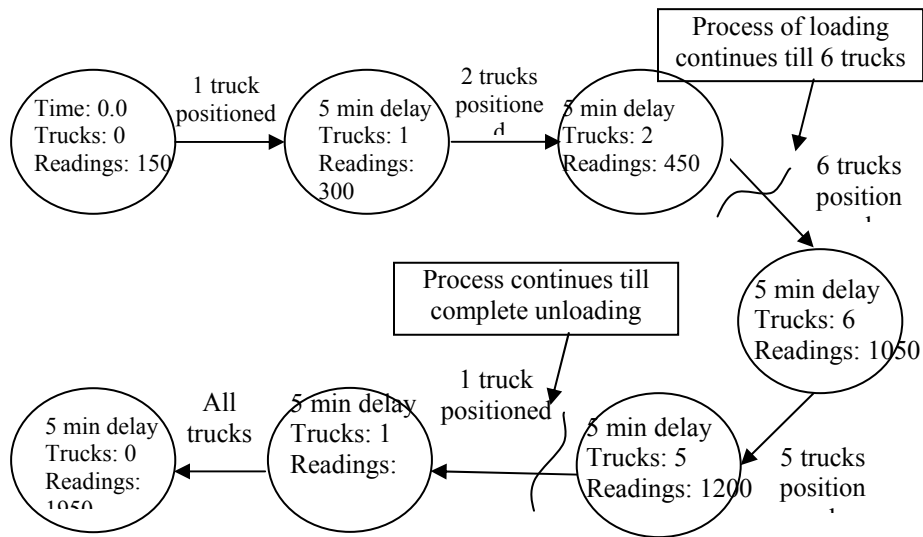 Process of loading
continues till 6 trucks
Time: 0.0
Trucks: 0
Readings: 150
1 truck
positioned
5 min delay
Trucks: 1
Readings:
300
2 trucks
positione
d
5 min delay
Trucks: 2
Readings: 450
6 trucks
position
5 min delay
Trucks: 6
Readings: 1050
5 trucks
position
5 min delay
Trucks: 5
Readings: 1200
Process continues till
complete unloading
1 truck
positioned
5 min delay
Trucks: 1
Readings:
All
trucks
5 min delay
Trucks: 0
Readings:
1950